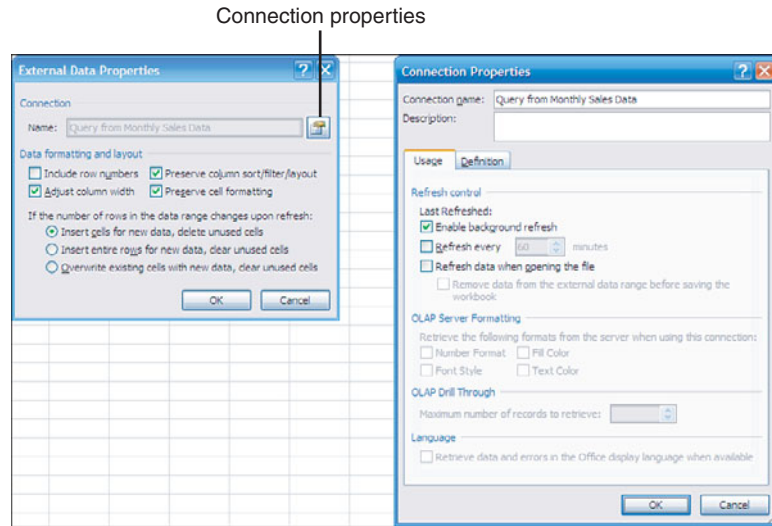 Connection properties
External Data Properties
Connection
Name: Query from Monthly Sales Data
Data formatting and layout
Include row numbers Preserve column sort/filter/layout
Adjust column width Preserve cell formatting
If the number of rows in the data range changes upon refresh:
Insert cells for new data, delete unused cells
Insert entire rows for new data, clear unused cells
Overwrite existing cells with new data, clear unused cells
OK Cancel
Connection Properties
Connection name: Query from Monthly Sales Data
Description:
Usage Definition
Refresh control
Last Refreshed:
Enable background refresh
Refresh every 60 minutes
Refresh data when opening the file
Remove data from the external data range before saving the
workbook
OLAP Server Formatting
Retrieve the following formats from the server when using this connection:
Number Format Fill Color
Font Style Text Color
OLAP Drill Through
Maximum number of records to retrieve:
Language
Retrieve data and errors in the Office display language when available
OK Cancel